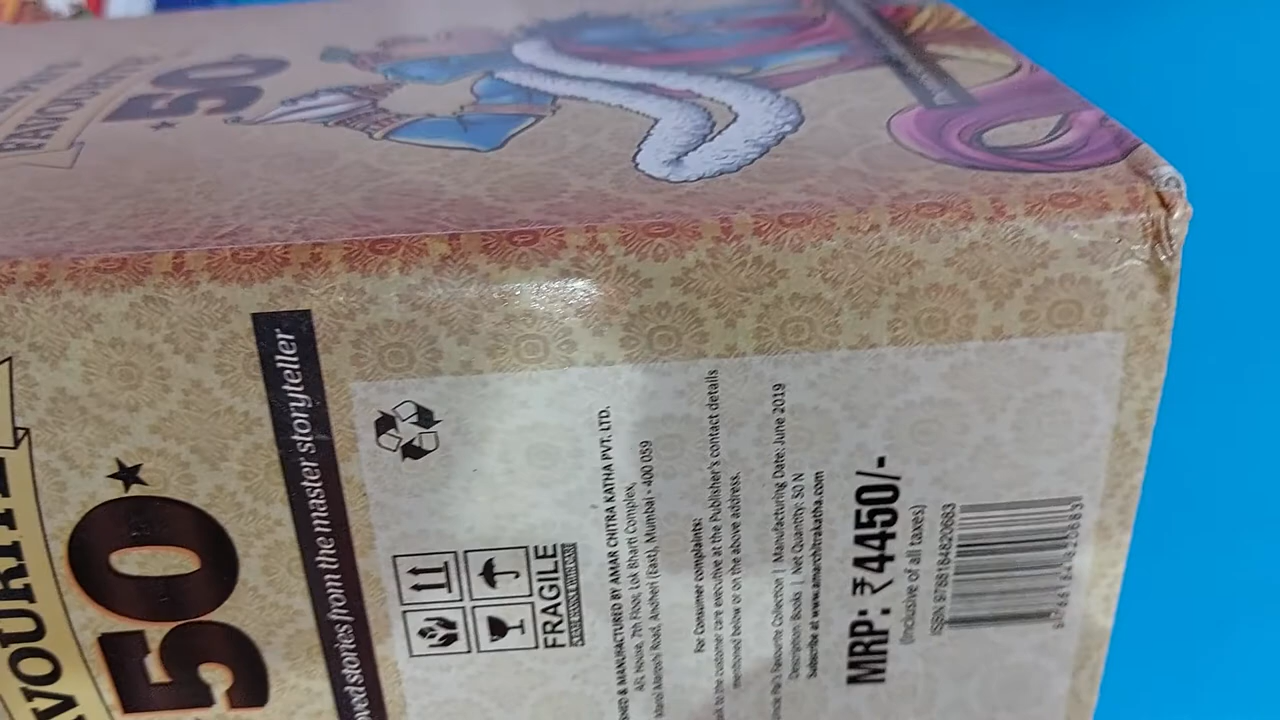 FAVOURITE
50
FAVOURITE
50
stories from the master storyteller
FRAGILE
& MANUFACTURED BY AMAR CHITRA KATHA PVT. LTD.
AFL House, 7th Floor, Lok Bharti Complex,
Marol Maroshi Road, Andheri (East), Mumbai - 400 059
For Consumer complaints:
to the customer care executive at the Publisher's contact details
mentioned below or on the above address.
Pai's Favourite Collection | Manufacturing Date: June 2019
Description: Books | Net Quantity: 50 N
Subscribe at www.amarchitrakatha.com
MRP: ₹4450/-
(Inclusive of all taxes)
9788184820683